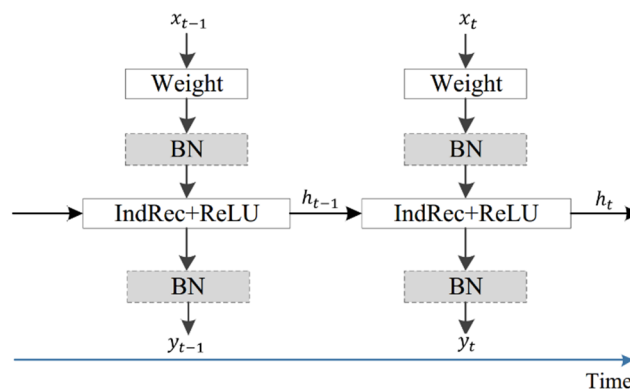 x_{t-1} x_t
Weight Weight
BN BN
IndRec+ReLU h_{t-1} IndRec+ReLU h_t
BN BN
y_{t-1} y_t
Time